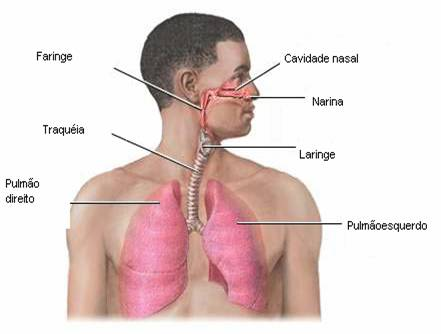 Faringe
Cavidade nasal
Narina
Traquéia
Laringe
Pulmão
direito
Pulmãoesquerdo